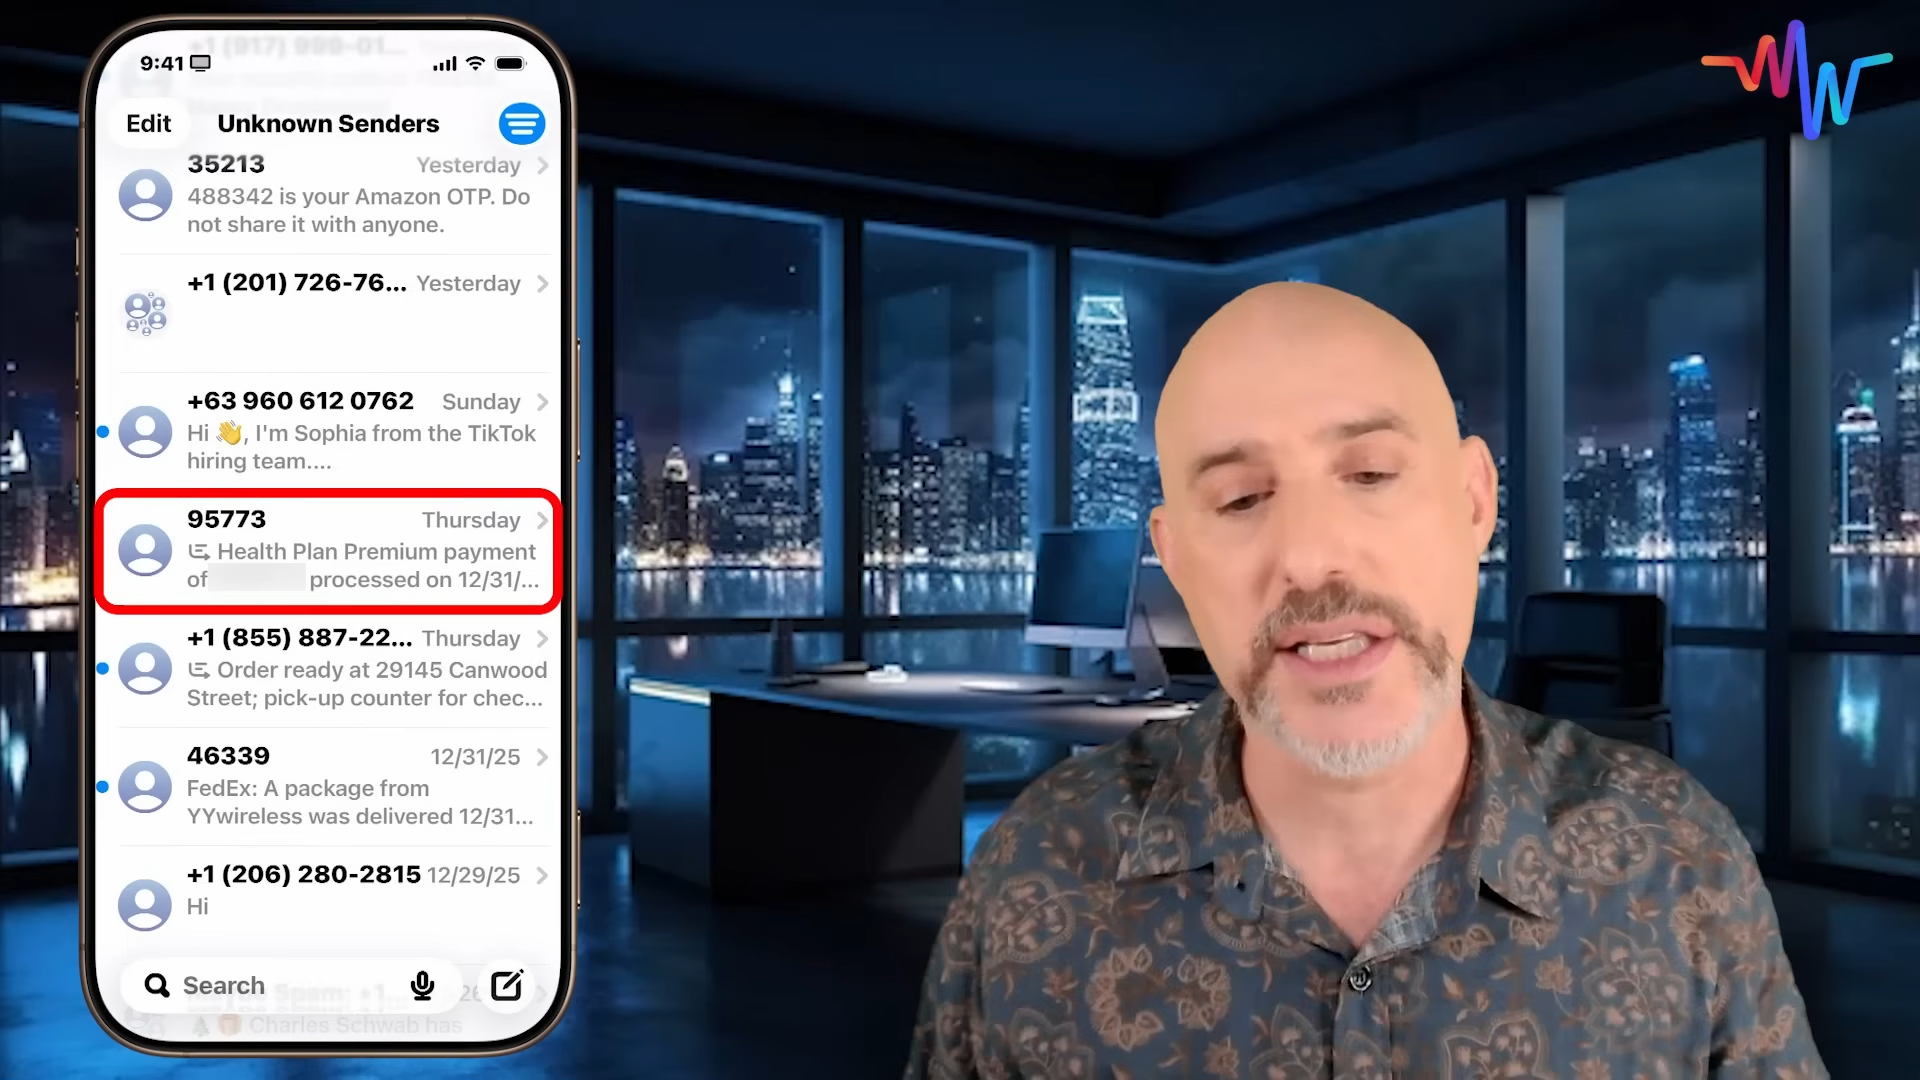 9:41
Edit
Unknown Senders
35213
Yesterday
488342 is your Amazon OTP. Do
not share it with anyone.
+1 (201) 726-76...
Yesterday
+63 960 612 0762
Sunday
Hi 👋, I'm Sophia from the TikTok
hiring team....
95773
Thursday
Health Plan Premium payment
of processed on 12/31/...
+1 (855) 887-22...
Thursday
Order ready at 29145 Canwood
Street; pick-up counter for chec...
46339
12/31/25
FedEx: A package from
YYwireless was delivered 12/31...
+1 (206) 280-2815
12/29/25
Hi
Search
Charles Schwab has
MW